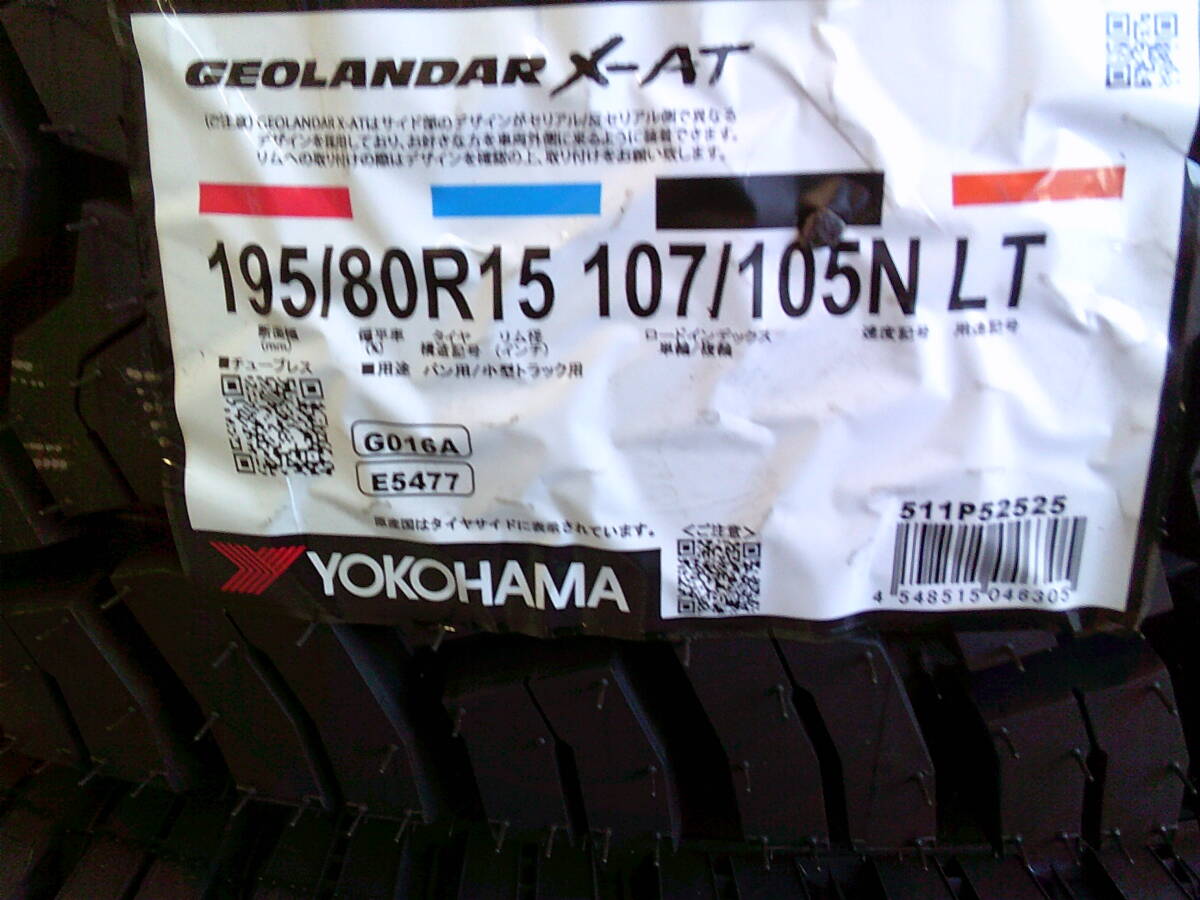 GEOLANDAR X-AT
(ご注意) GEOLANDAR X-ATはサイド部のデザインがセリアル/反セリアル側で異なる
デザインを採用しており、お好きな方を車両外側に来るように装着できます。
リムへの取り付けの際はデザインを確認の上、取り付けをお願い致します。
195/80R15 107/105N LT
断面幅 偏平率 タイヤ リム径 ロードインデックス 速度記号 用途記号
(mm) (%) 構造記号 (インチ) 単輪/複輪
■チューブレス ■用途 バン用/小型トラック用
G016A
E5477
511P52525
原産国はタイヤサイドに表示されています。
<ご注意>
YOKOHAMA
4 548515 046305